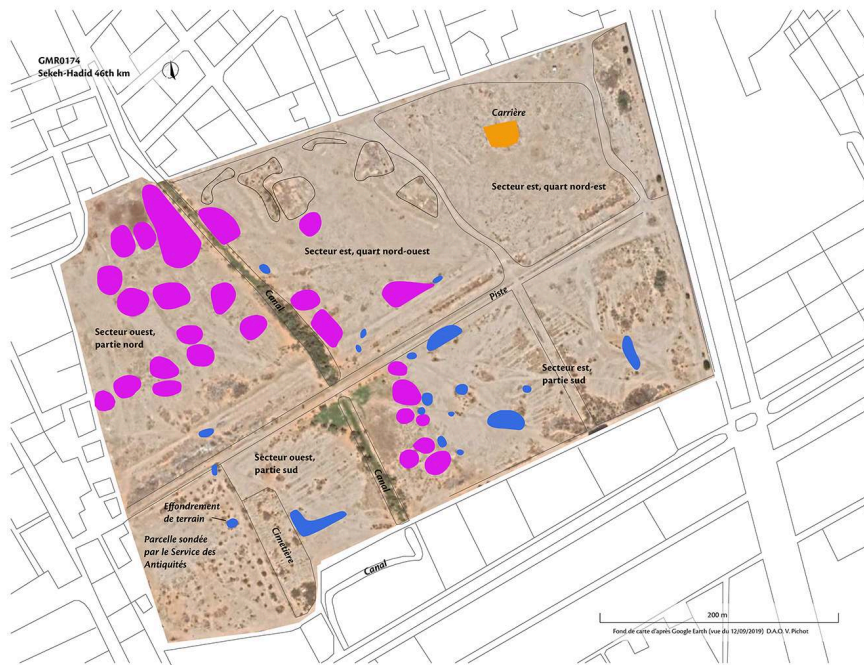 GMR0174
Sekeh-Hadid 46th km
Carrière
Secteur est, quart nord-est
Secteur est, quart nord-ouest
Canal
Piste
Secteur ouest,
partie nord
Secteur est,
partie sud
Secteur ouest,
partie sud
Canal
Effondrement
de terrain
Cimetière
Parcelle sondée
par le Service des
Antiquités
Canal
200 m
Fond de carte d'après Google Earth (vue du 12/09/2019) D.A.O. V. Pichot